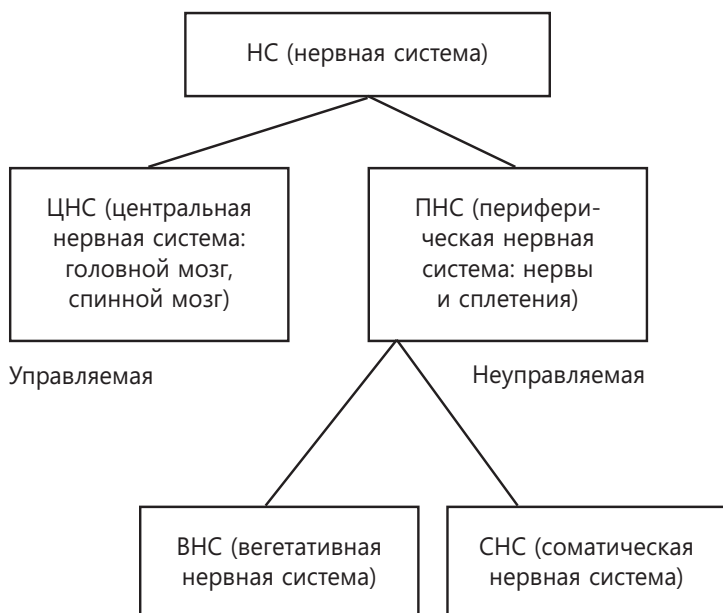 НС (нервная система)
ЦНС (центральная
нервная система:
головной мозг,
спинной мозг)
ПНС (перифери-
ческая нервная
система: нервы
и сплетения)
Управляемая
Неуправляемая
ВНС (вегетативная
нервная система)
СНС (соматическая
нервная система)